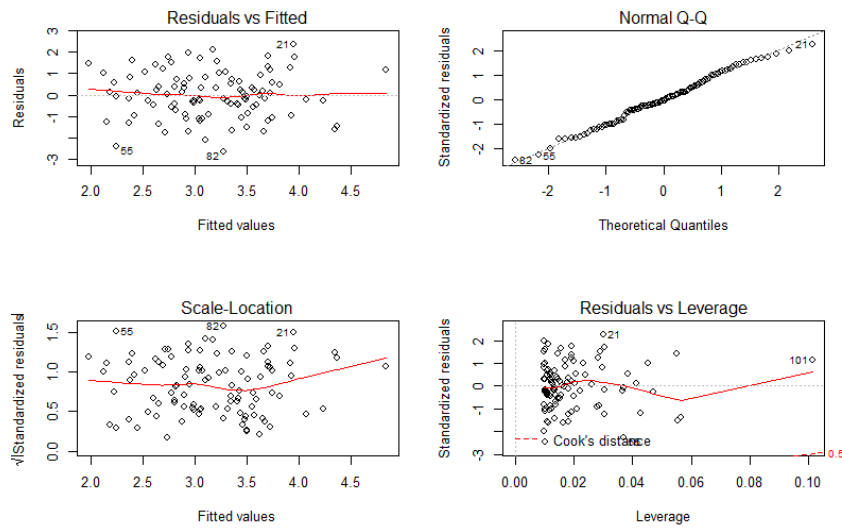 Residuals vs Fitted
Residuals
3
2
1
0
-1
-3
21
55
82
2.0 2.5 3.0 3.5 4.0 4.5
Fitted values
Normal Q-Q
Standardized residuals
2
1
0
-1
-2
21
82
55
-2 -1 0 1 2
Theoretical Quantiles
Scale-Location
√|Standardized residuals|
1.5
1.0
0.5
0.0
55
82
21
2.0 2.5 3.0 3.5 4.0 4.5
Fitted values
Residuals vs Leverage
Standardized residuals
2
1
0
-1
-3
21
101
Cook's distance
0.5
0.00 0.02 0.04 0.06 0.08 0.10
Leverage